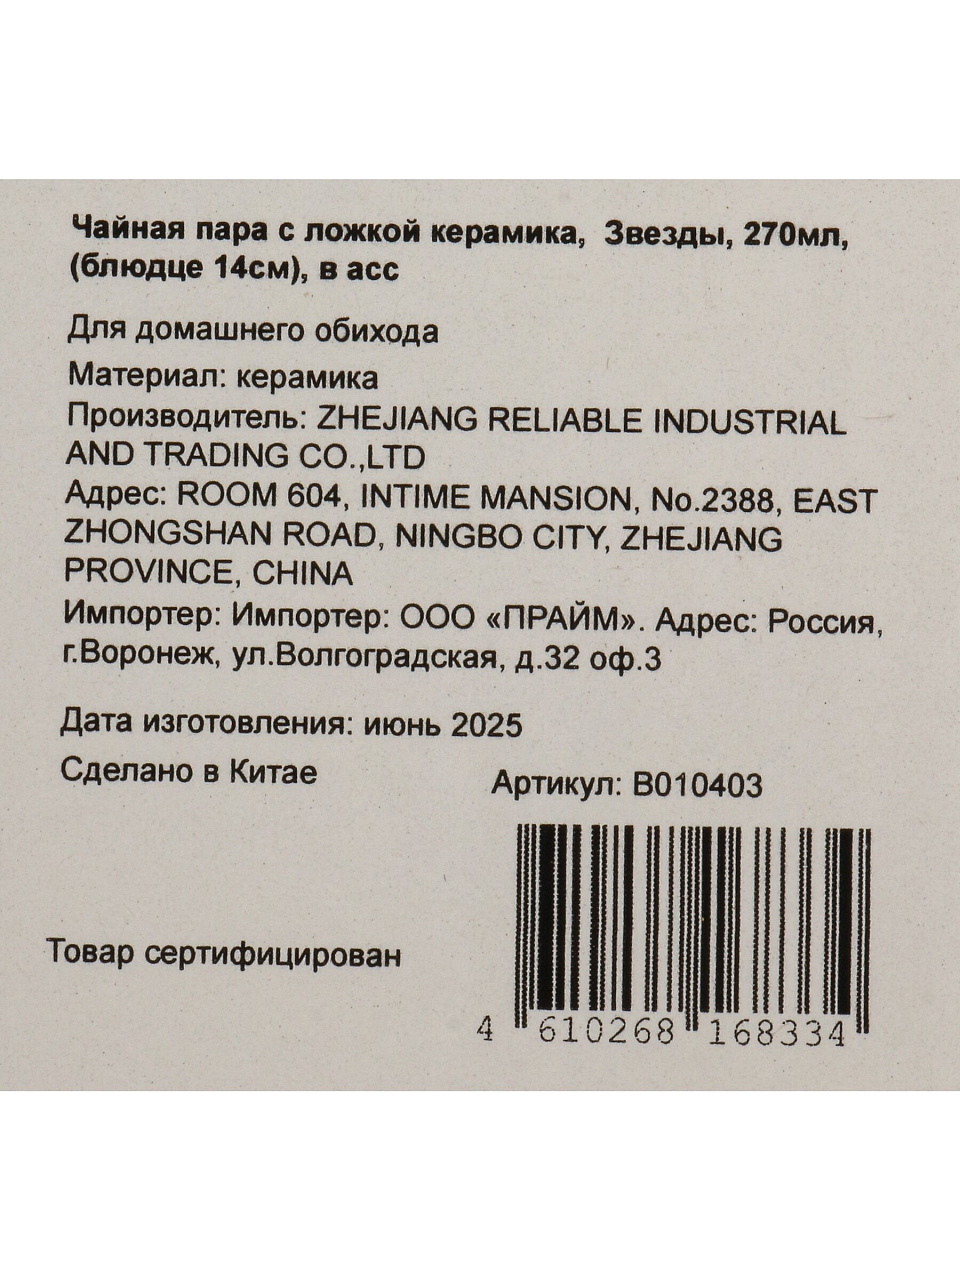 Чайная пара с ложкой керамика, Звезды, 270мл,
(блюдце 14см), в асс
Для домашнего обихода
Материал: керамика
Производитель: ZHEJIANG RELIABLE INDUSTRIAL
AND TRADING CO.,LTD
Адрес: ROOM 604, INTIME MANSION, No.2388, EAST
ZHONGSHAN ROAD, NINGBO CITY, ZHEJIANG
PROVINCE, CHINA
Импортер: Импортер: ООО «ПРАЙМ». Адрес: Россия,
г.Воронеж, ул.Волгоградская, д.32 оф.3
Дата изготовления: июнь 2025
Сделано в Китае
Артикул: B010403
Товар сертифицирован
4 610268 168334